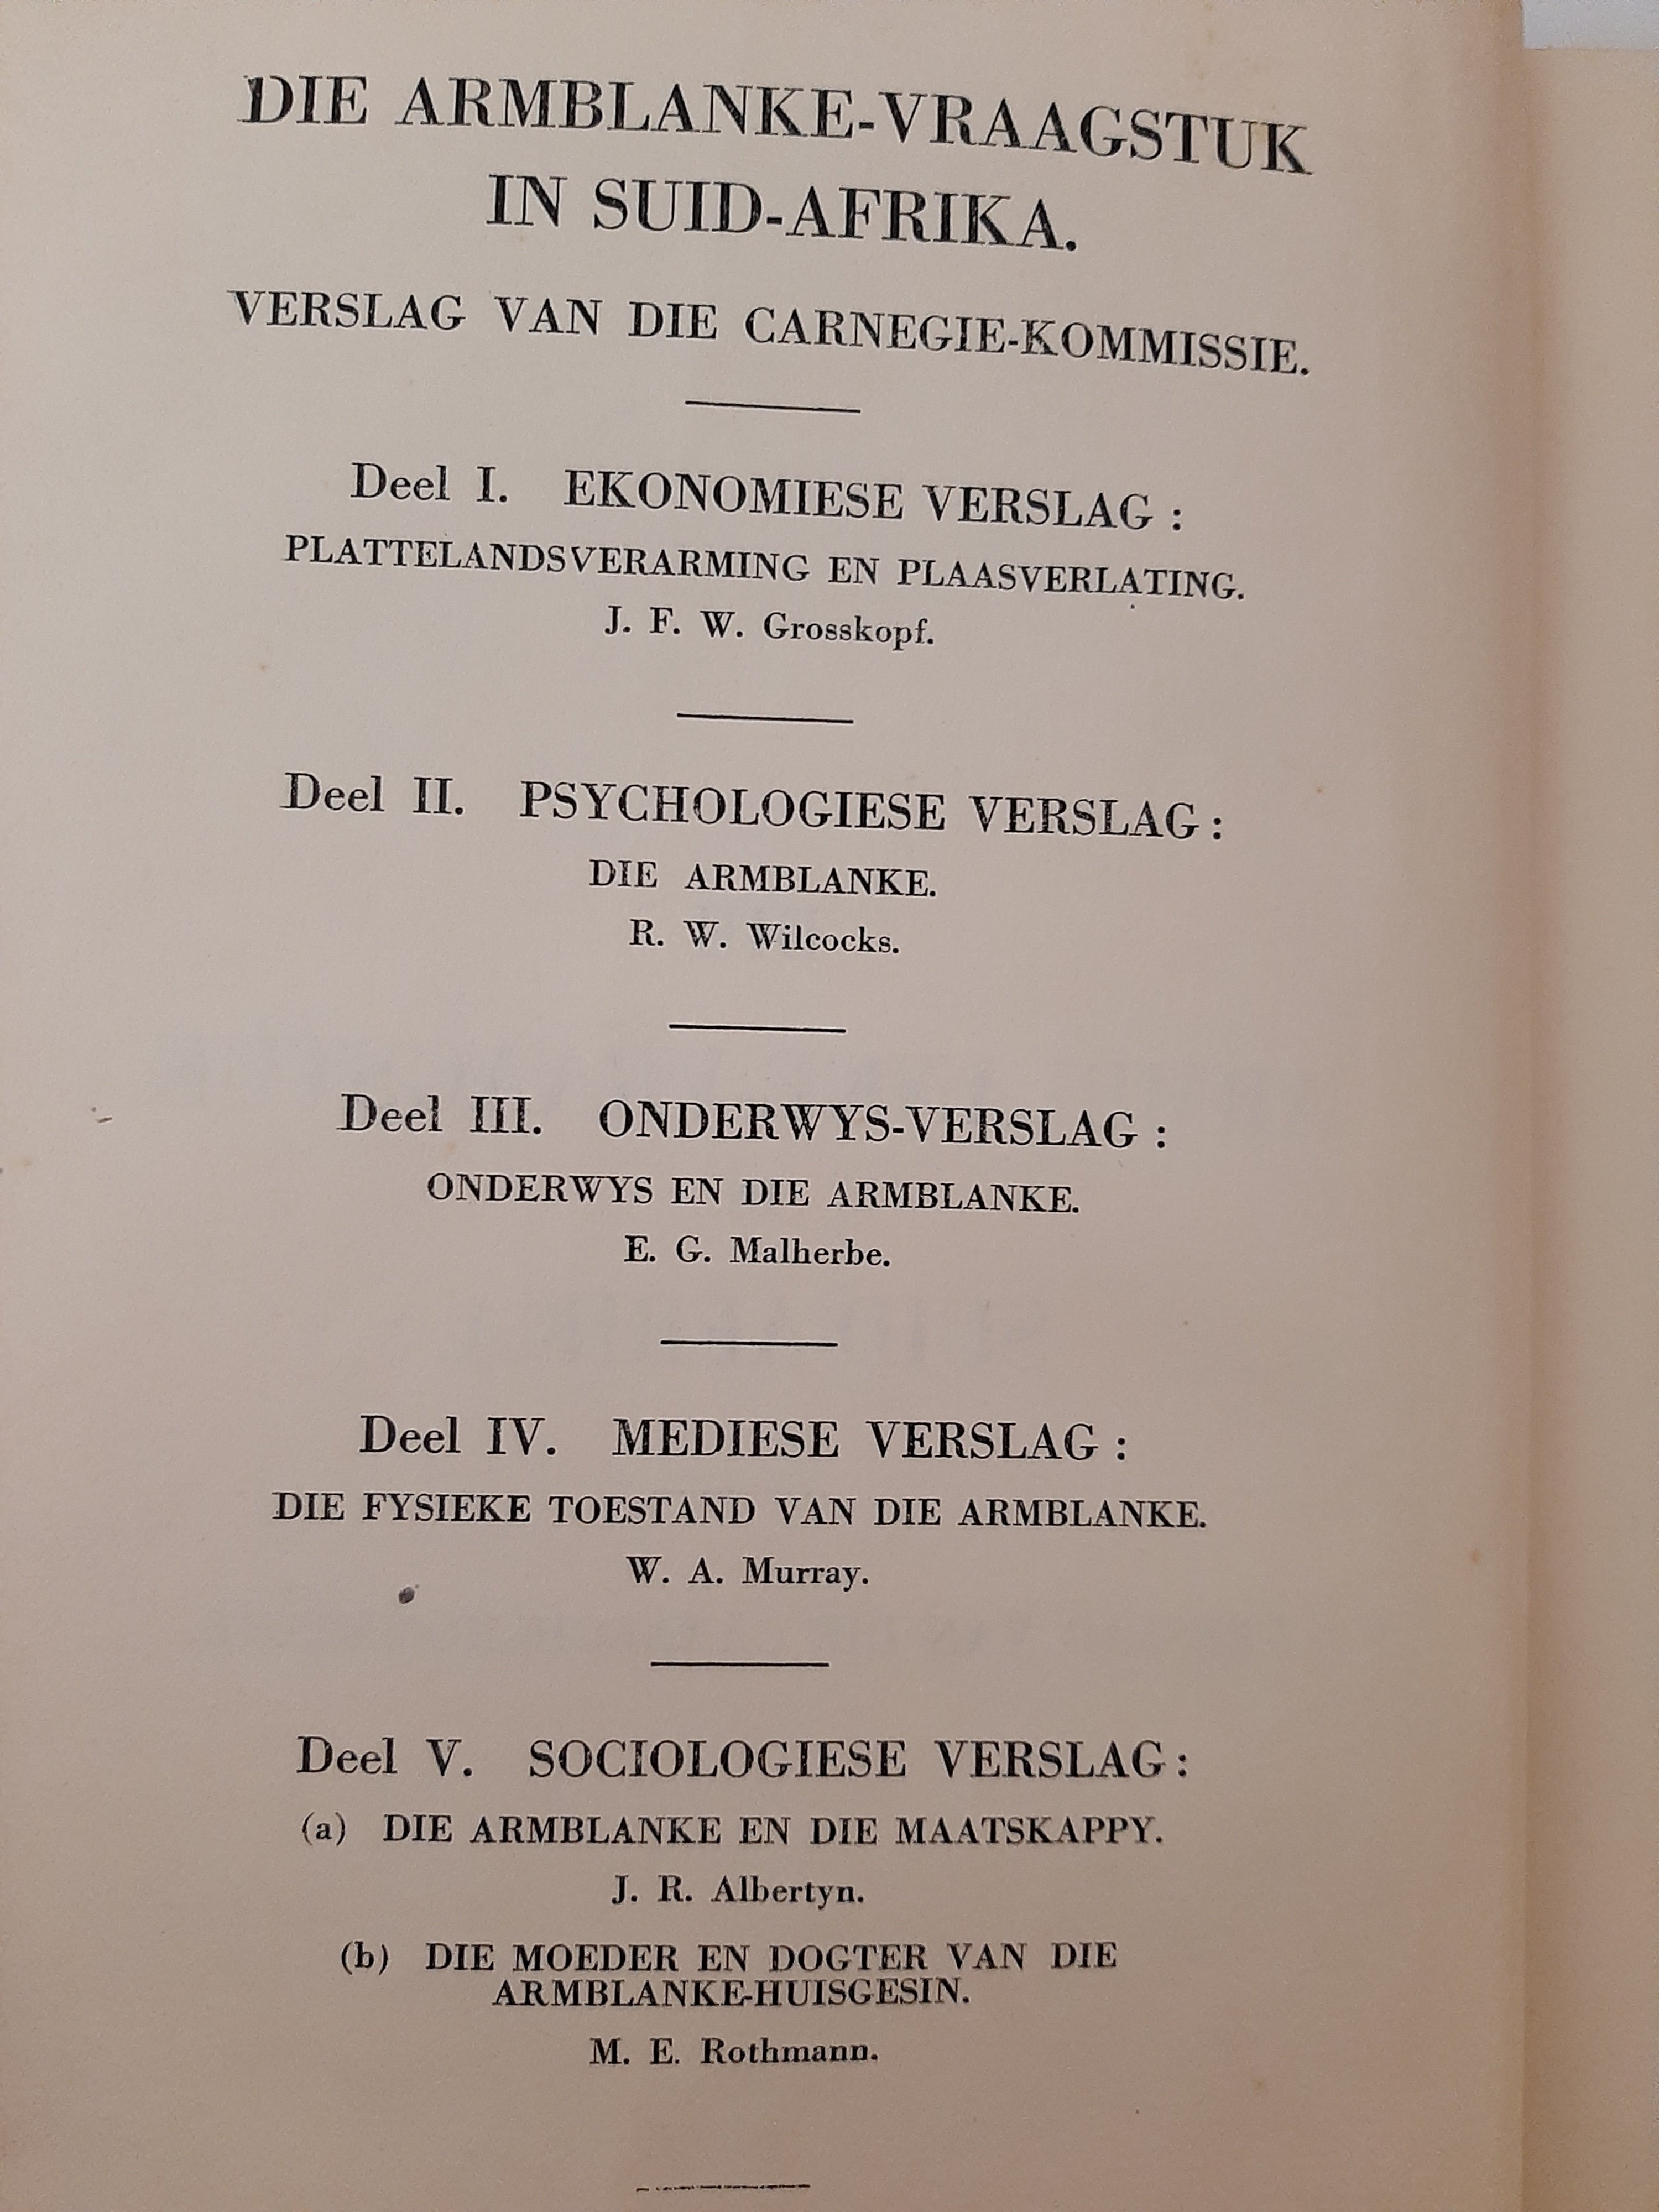 DIE ARMBLANKE-VRAAGSTUK
IN SUID-AFRIKA.
VERSLAG VAN DIE CARNEGIE-KOMMISSIE.
Deel I. EKONOMIESE VERSLAG :
PLATTELANDSVERARMING EN PLAASVERLATING.
J. F. W. Grosskopf.
Deel II. PSYCHOLOGIESE VERSLAG :
DIE ARMBLANKE.
R. W. Wilcocks.
Deel III. ONDERWYS-VERSLAG :
ONDERWYS EN DIE ARMBLANKE.
E. G. Malherbe.
Deel IV. MEDIESE VERSLAG :
DIE FYSIEKE TOESTAND VAN DIE ARMBLANKE.
W. A. Murray.
Deel V. SOCIOLOGIESE VERSLAG :
(a) DIE ARMBLANKE EN DIE MAATSKAPPY.
J. R. Albertyn.
(b) DIE MOEDER EN DOGTER VAN DIE
ARMBLANKE-HUISGESIN.
M. E. Rothmann.